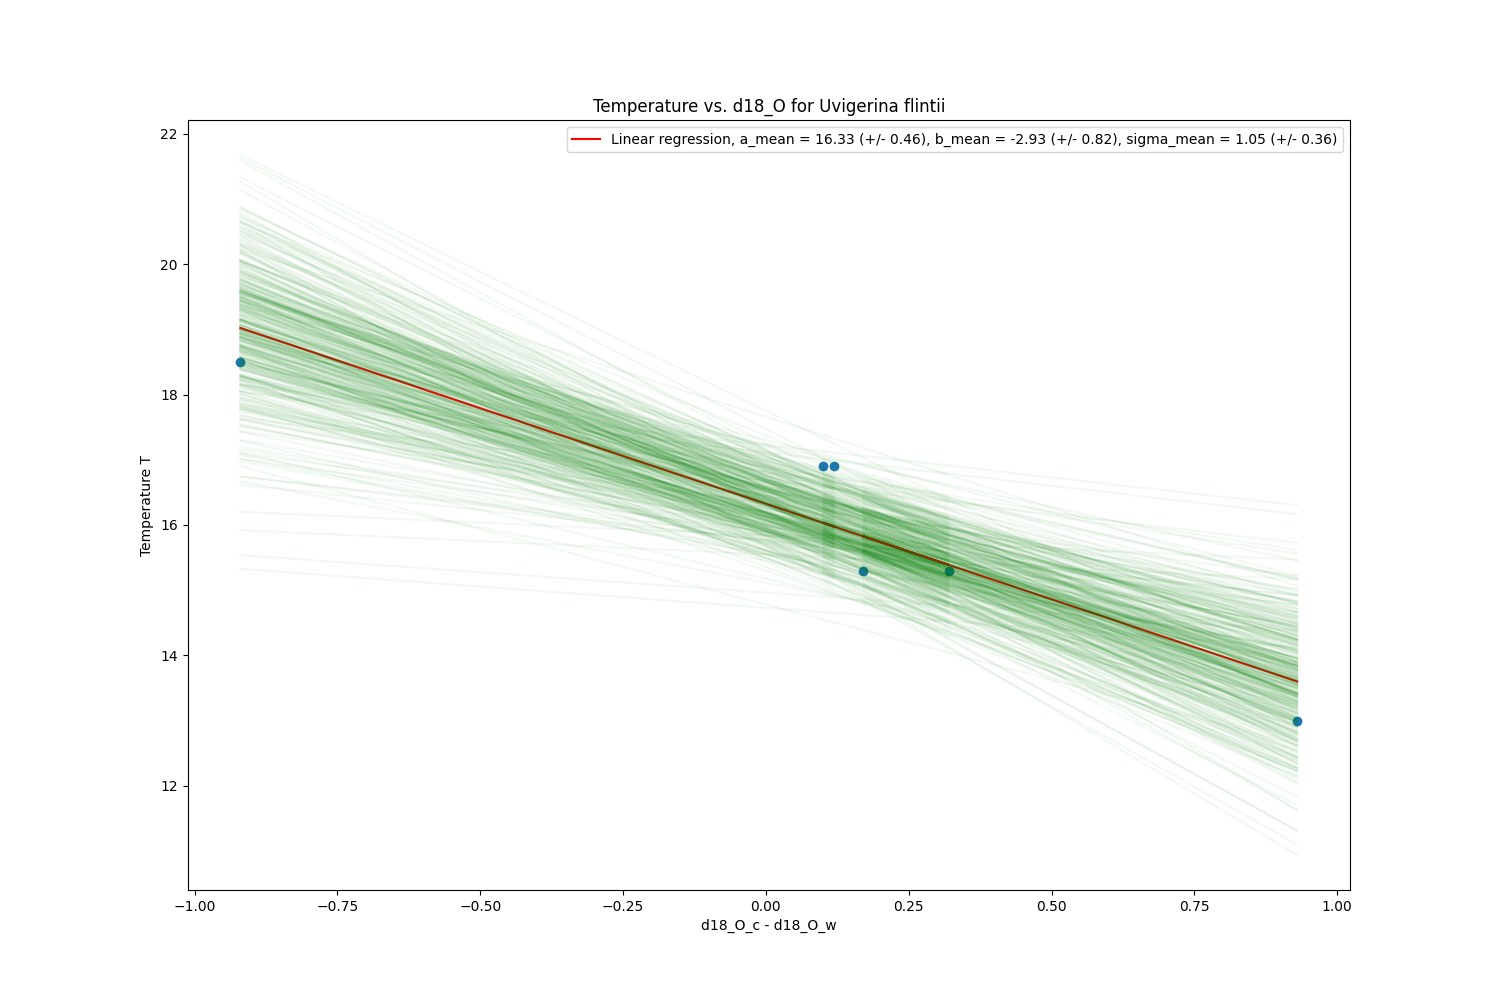 Temperature vs. d18_O for Uvigerina flintii
Linear regression, a_mean = 16.33 (+/- 0.46), b_mean = -2.93 (+/- 0.82), sigma_mean = 1.05 (+/- 0.36)
Temperature T
22
20
18
16
14
12
−1.00 −0.75 −0.50 −0.25 0.00 0.25 0.50 0.75 1.00
d18_O_c - d18_O_w